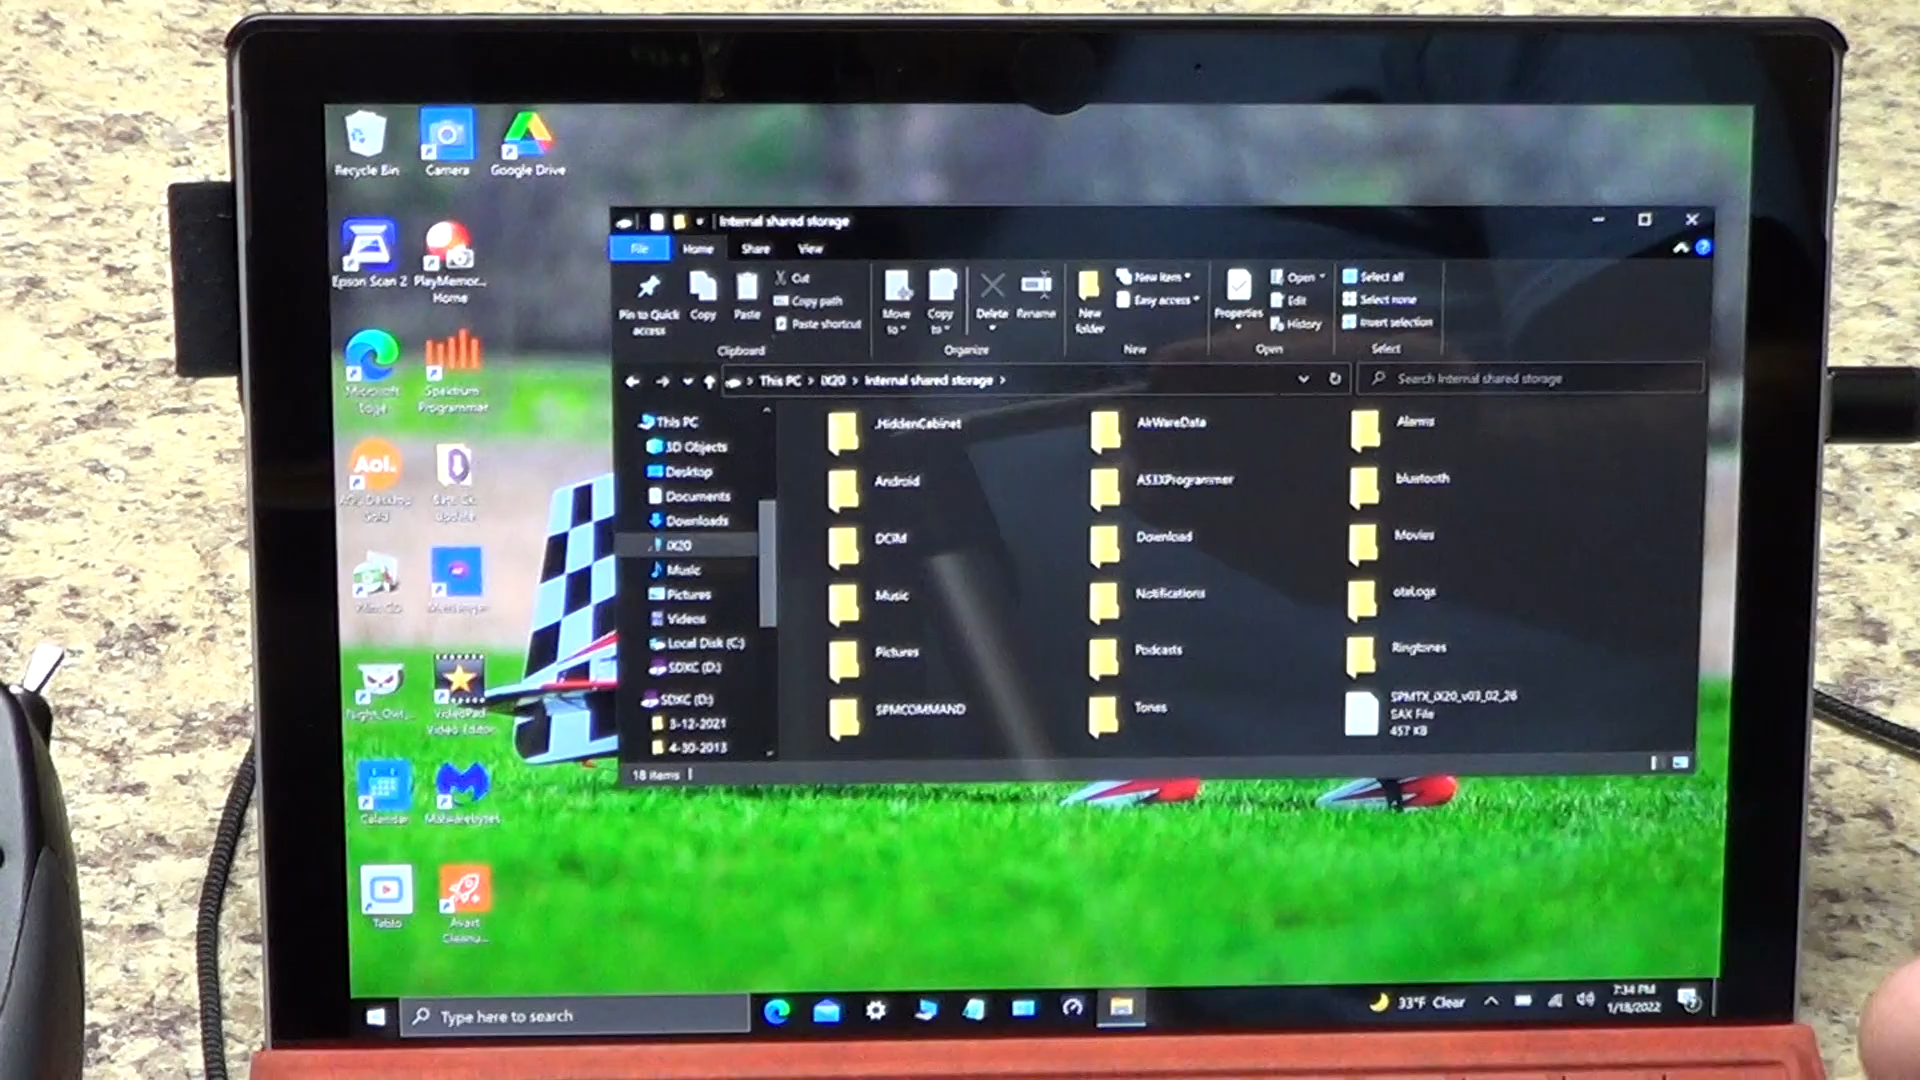 Recycle Bin
Camera
Google Drive
Epson Scan 2
PlayMemor...
Home
Microsoft
Edge
Spektrum
Programmer
Aol.
AOL Desktop
Gold
Update
Calendar
VideoPad
Video Editor
Malwarebytes
Tablo
Avast
Cleanu...
Internal shared storage
File
Home
Share
View
Pin to Quick
access
Copy
Paste
Cut
Copy path
Paste shortcut
Clipboard
Move
to
Copy
to
Delete
Rename
Organize
New
folder
New item
Easy access
New
Properties
Open
Edit
History
Open
Select all
Select none
Invert selection
Select
This PC > iX20 > Internal shared storage >
Search Internal shared storage
This PC
3D Objects
Desktop
Documents
Downloads
iX20
Music
Pictures
Videos
Local Disk (C:)
SDXC (D:)
SDXC (D:)
3-12-2021
4-30-2013
.HiddenCabinet
AirWareData
Alarms
Android
AS3XProgrammer
bluetooth
DCIM
Download
Movies
Music
Notifications
otaLogs
Pictures
Podcasts
Ringtones
SPMCOMMAND
Tones
SPMTX_iX20_v03_02_26
SAX File
457 KB
18 items
Type here to search
33°F Clear
7:34 PM
1/18/2022